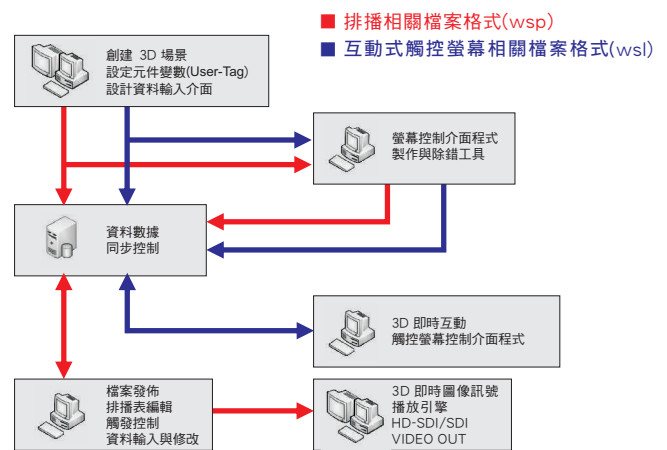 ■ 排播相關檔案格式(wsp)
■ 互動式觸控螢幕相關檔案格式(wsl)
創建 3D 場景
設定元件變數(User-Tag)
設計資料輸入介面
螢幕控制介面程式
製作與除錯工具
資料數據
同步控制
3D 即時互動
觸控螢幕控制介面程式
檔案發佈
排播表編輯
觸發控制
資料輸入與修改
3D 即時圖像訊號
播放引擎
HD-SDI/SDI
VIDEO OUT